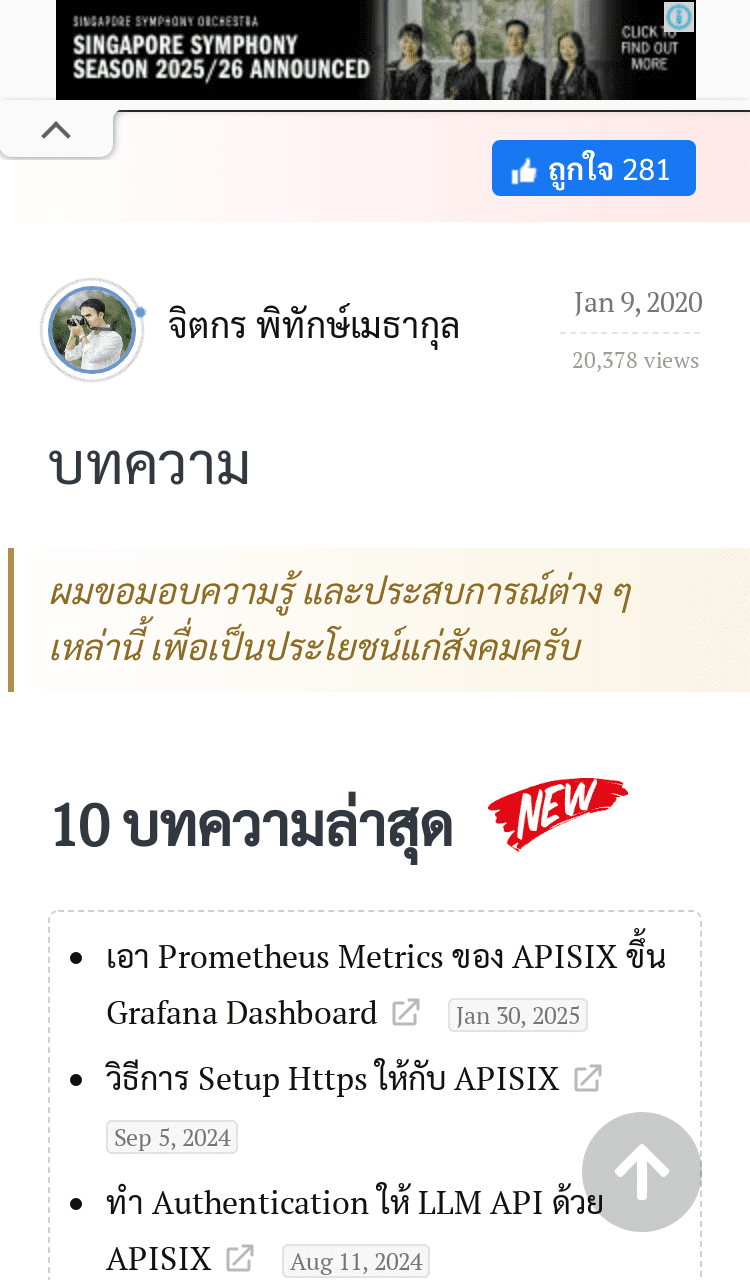 SINGAPORE SYMPHONY ORCHESTRA
SINGAPORE SYMPHONY
SEASON 2025/26 ANNOUNCED
CLICK TO
FIND OUT
MORE
ถูกใจ 281
จิตกร พิทักษ์เมธากุล
Jan 9, 2020
20,378 views
บทความ
ผมขอมอบความรู้ และประสบการณ์ต่าง ๆ
เหล่านี้ เพื่อเป็นประโยชน์แก่สังคมครับ
10 บทความล่าสุด
NEW
เอา Prometheus Metrics ของ APISIX ขึ้น
Grafana Dashboard Jan 30, 2025
วิธีการ Setup Https ให้กับ APISIX
Sep 5, 2024
ทำ Authentication ให้ LLM API ด้วย
APISIX Aug 11, 2024